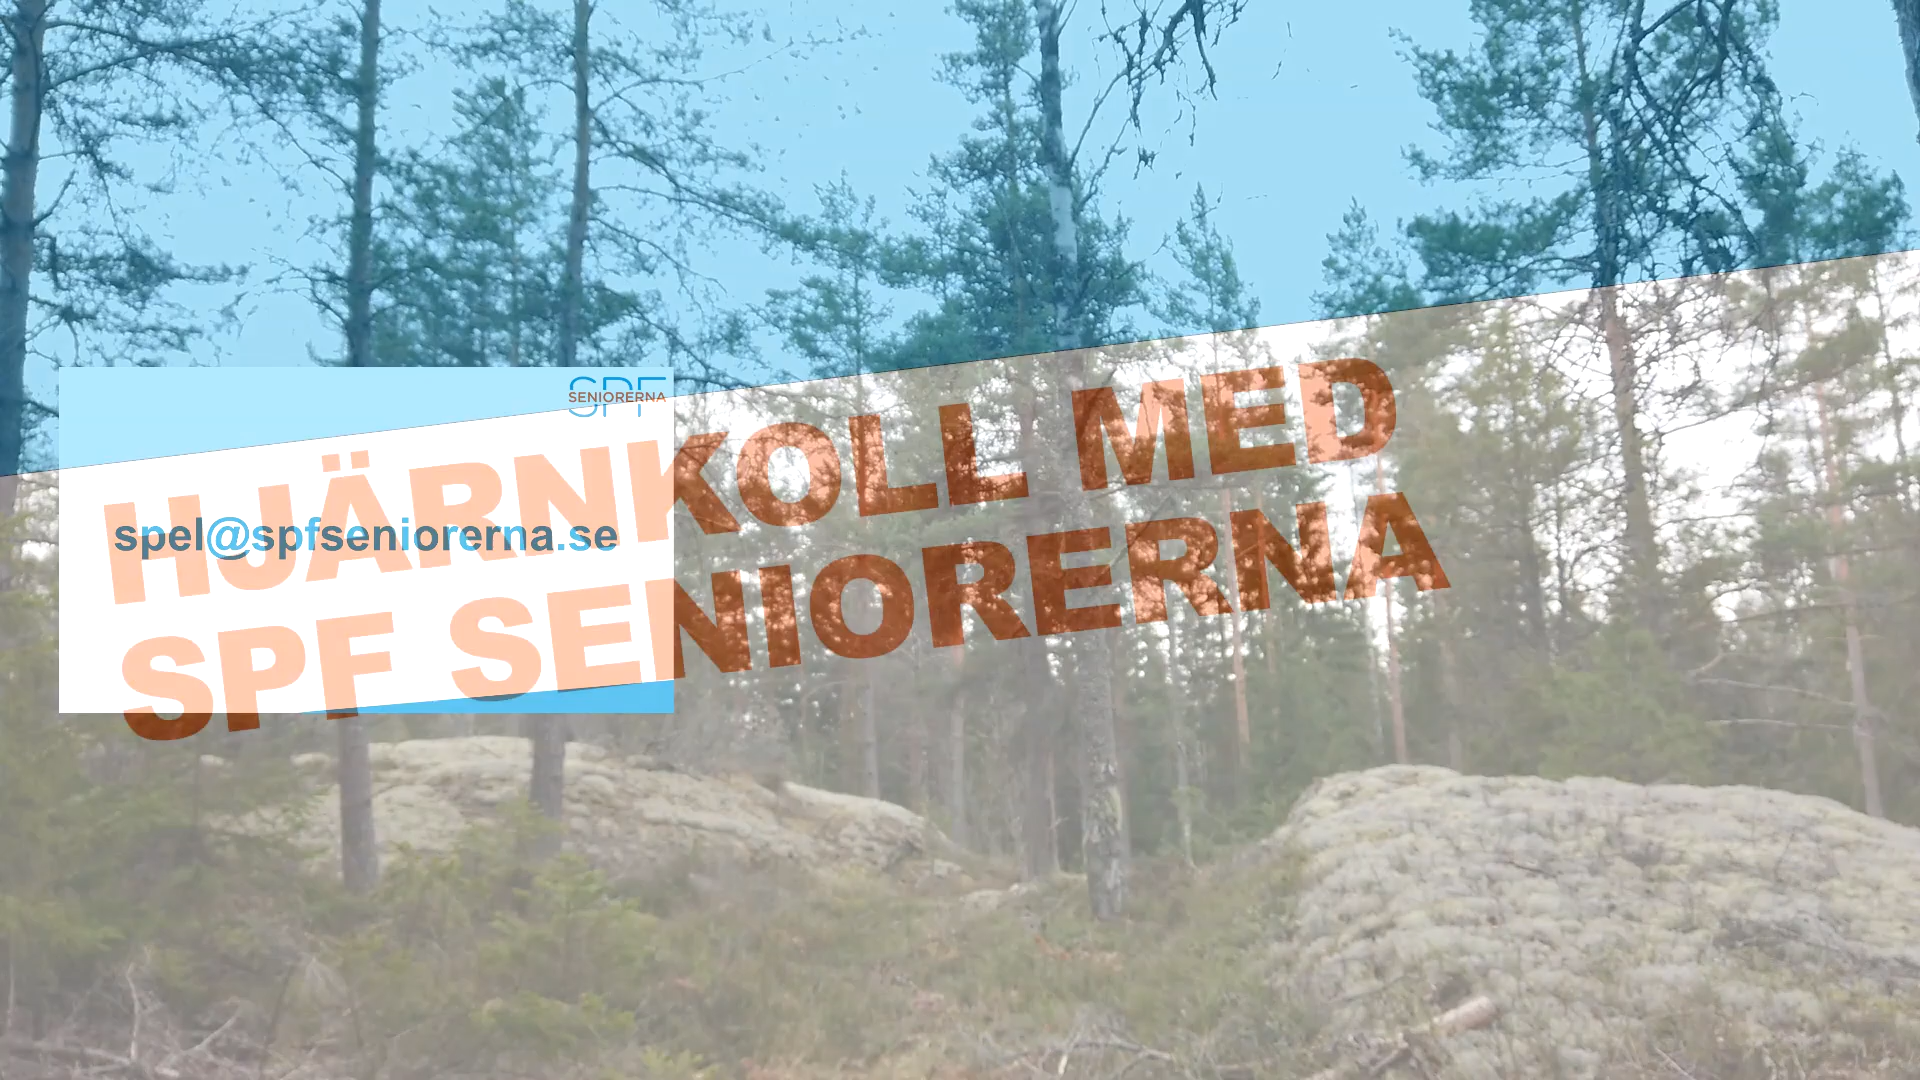 SPF
SENIORERNA
HJÄRNKOLL MED
spel@spfseniorerna.se
SPF SENIORERNA